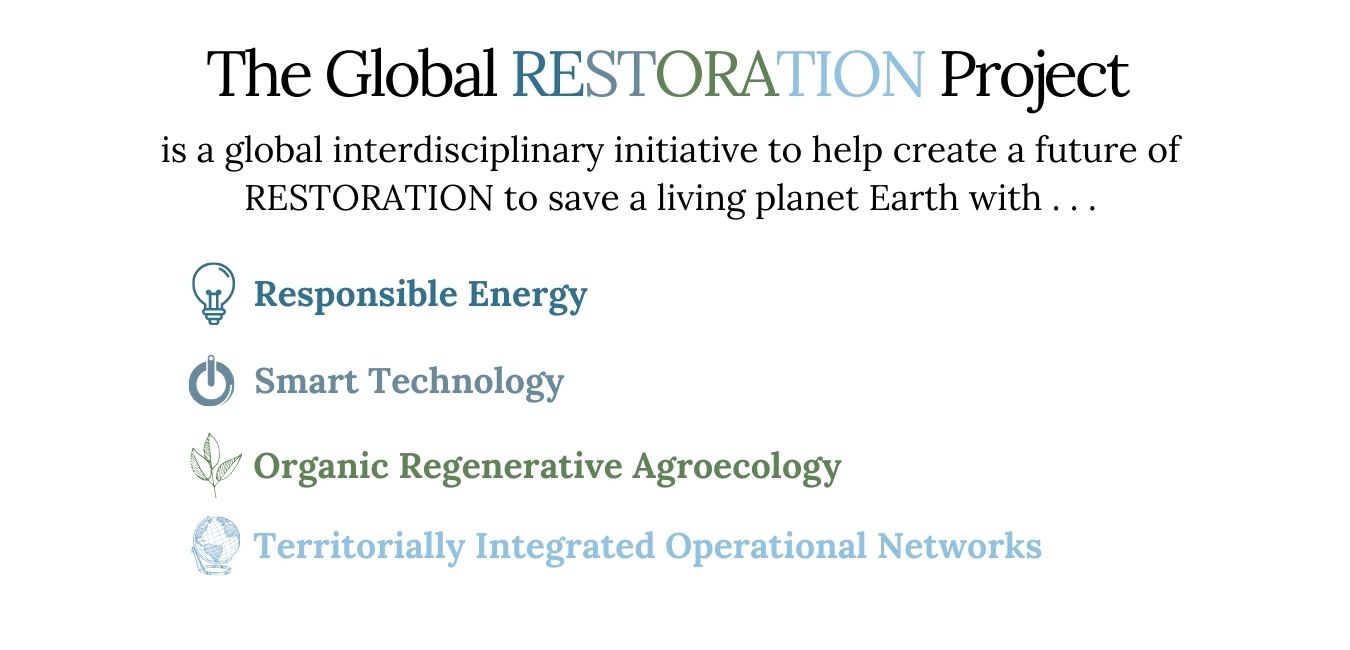 The Global RESTORATION Project
is a global interdisciplinary initiative to help create a future of
RESTORATION to save a living planet Earth with . . .
Responsible Energy
Smart Technology
Organic Regenerative Agroecology
Territorially Integrated Operational Networks